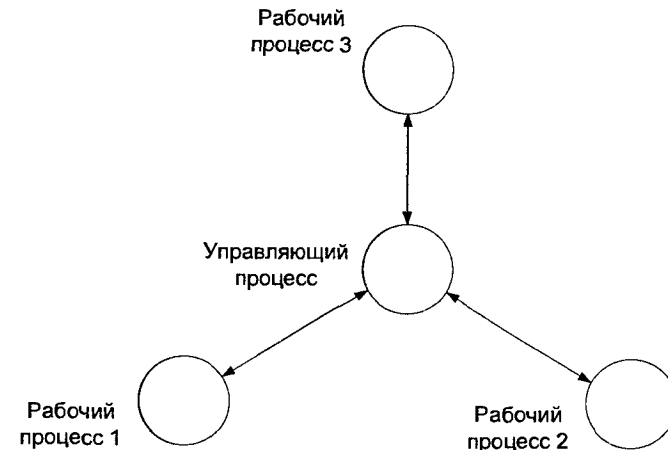 Рабочий
процесс 3
Управляющий
процесс
Рабочий
процесс 1
Рабочий
процесс 2